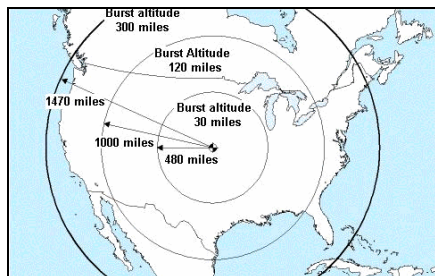 Burst altitude
300 miles
Burst Altitude
120 miles
Burst altitude
30 miles
1470 miles
1000 miles
480 miles